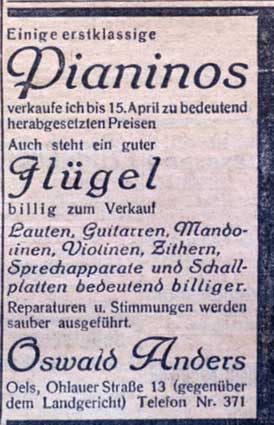 Einige erstklassige
Pianinos
verkaufe ich bis 15. April zu bedeutend
herabgesetzten Preisen
Auch steht ein guter
Flügel
billig zum Verkauf
Lauten, Guitarren, Mando-
linen, Violinen, Zithern,
Sprechapparate und Schall-
platten bedeutend billiger.
Reparaturen u. Stimmungen werden
sauber ausgeführt.
Oswald Anders
Oels, Ohlauer Straße 13 (gegenüber
dem Landgericht) Telefon Nr. 371